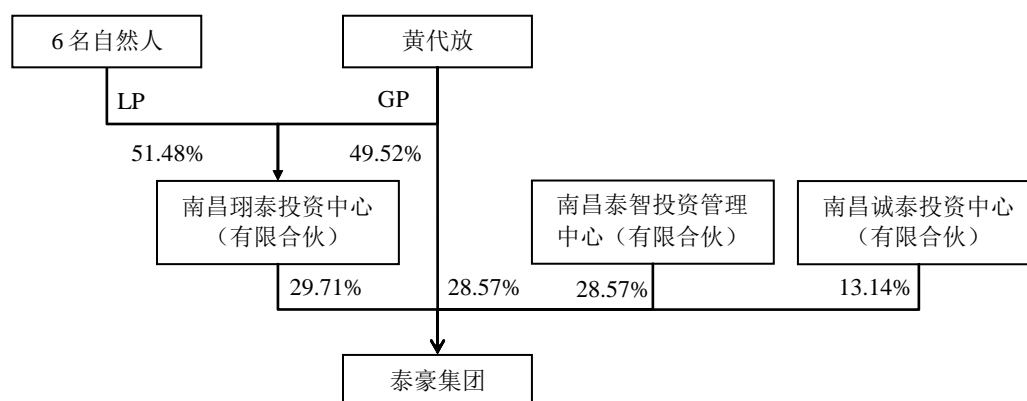 6名自然人
黄代放
LP
GP
51.48%
49.52%
南昌珝泰投资中心
（有限合伙）
南昌泰智投资管理
中心（有限合伙）
南昌诚泰投资中心
（有限合伙）
29.71%
28.57%
28.57%
13.14%
泰豪集团